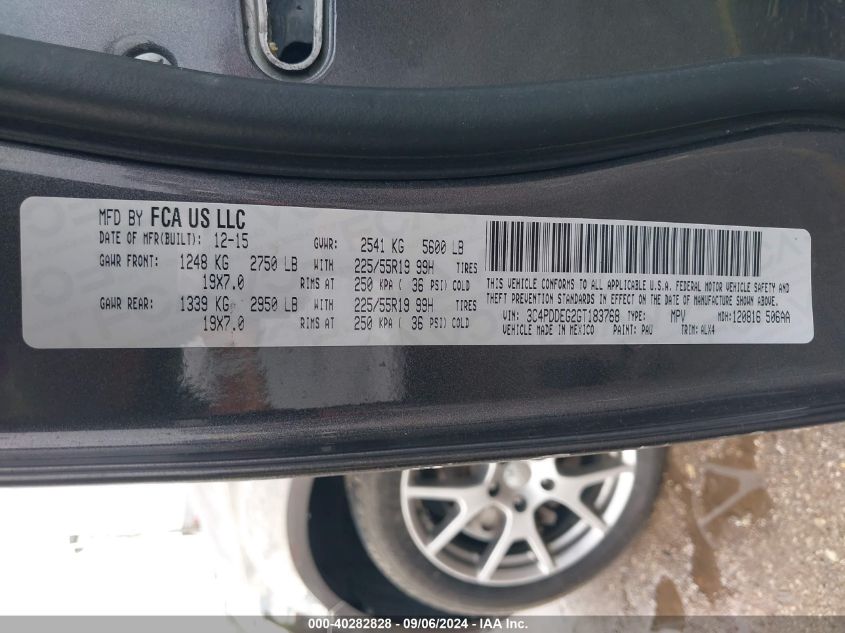 MFD BY FCA US LLC
DATE OF MFR(BUILT): 12-15 GVWR: 2541 KG 5600 LB
GAWR FRONT: 1248 KG 2750 LB WITH 225/55R19 99H TIRES
19X7.0 RIMS AT 250 KPA ( 36 PSI) COLD
GAWR REAR: 1339 KG 2950 LB WITH 225/55R19 99H TIRES
19X7.0 RIMS AT 250 KPA ( 36 PSI) COLD
THIS VEHICLE CONFORMS TO ALL APPLICABLE U.S.A. FEDERAL MOTOR VEHICLE SAFETY AND
THEFT PREVENTION STANDARDS IN EFFECT ON THE DATE OF MANUFACTURE SHOWN ABOVE.
VIN: 3C4PDDEG2GT183768 TYPE: MPV MDH: 120816 506AA
VEHICLE MADE IN MEXICO PAINT: PAU TRIM: ALX4
000-40282828 - 09/06/2024 - IAA Inc.